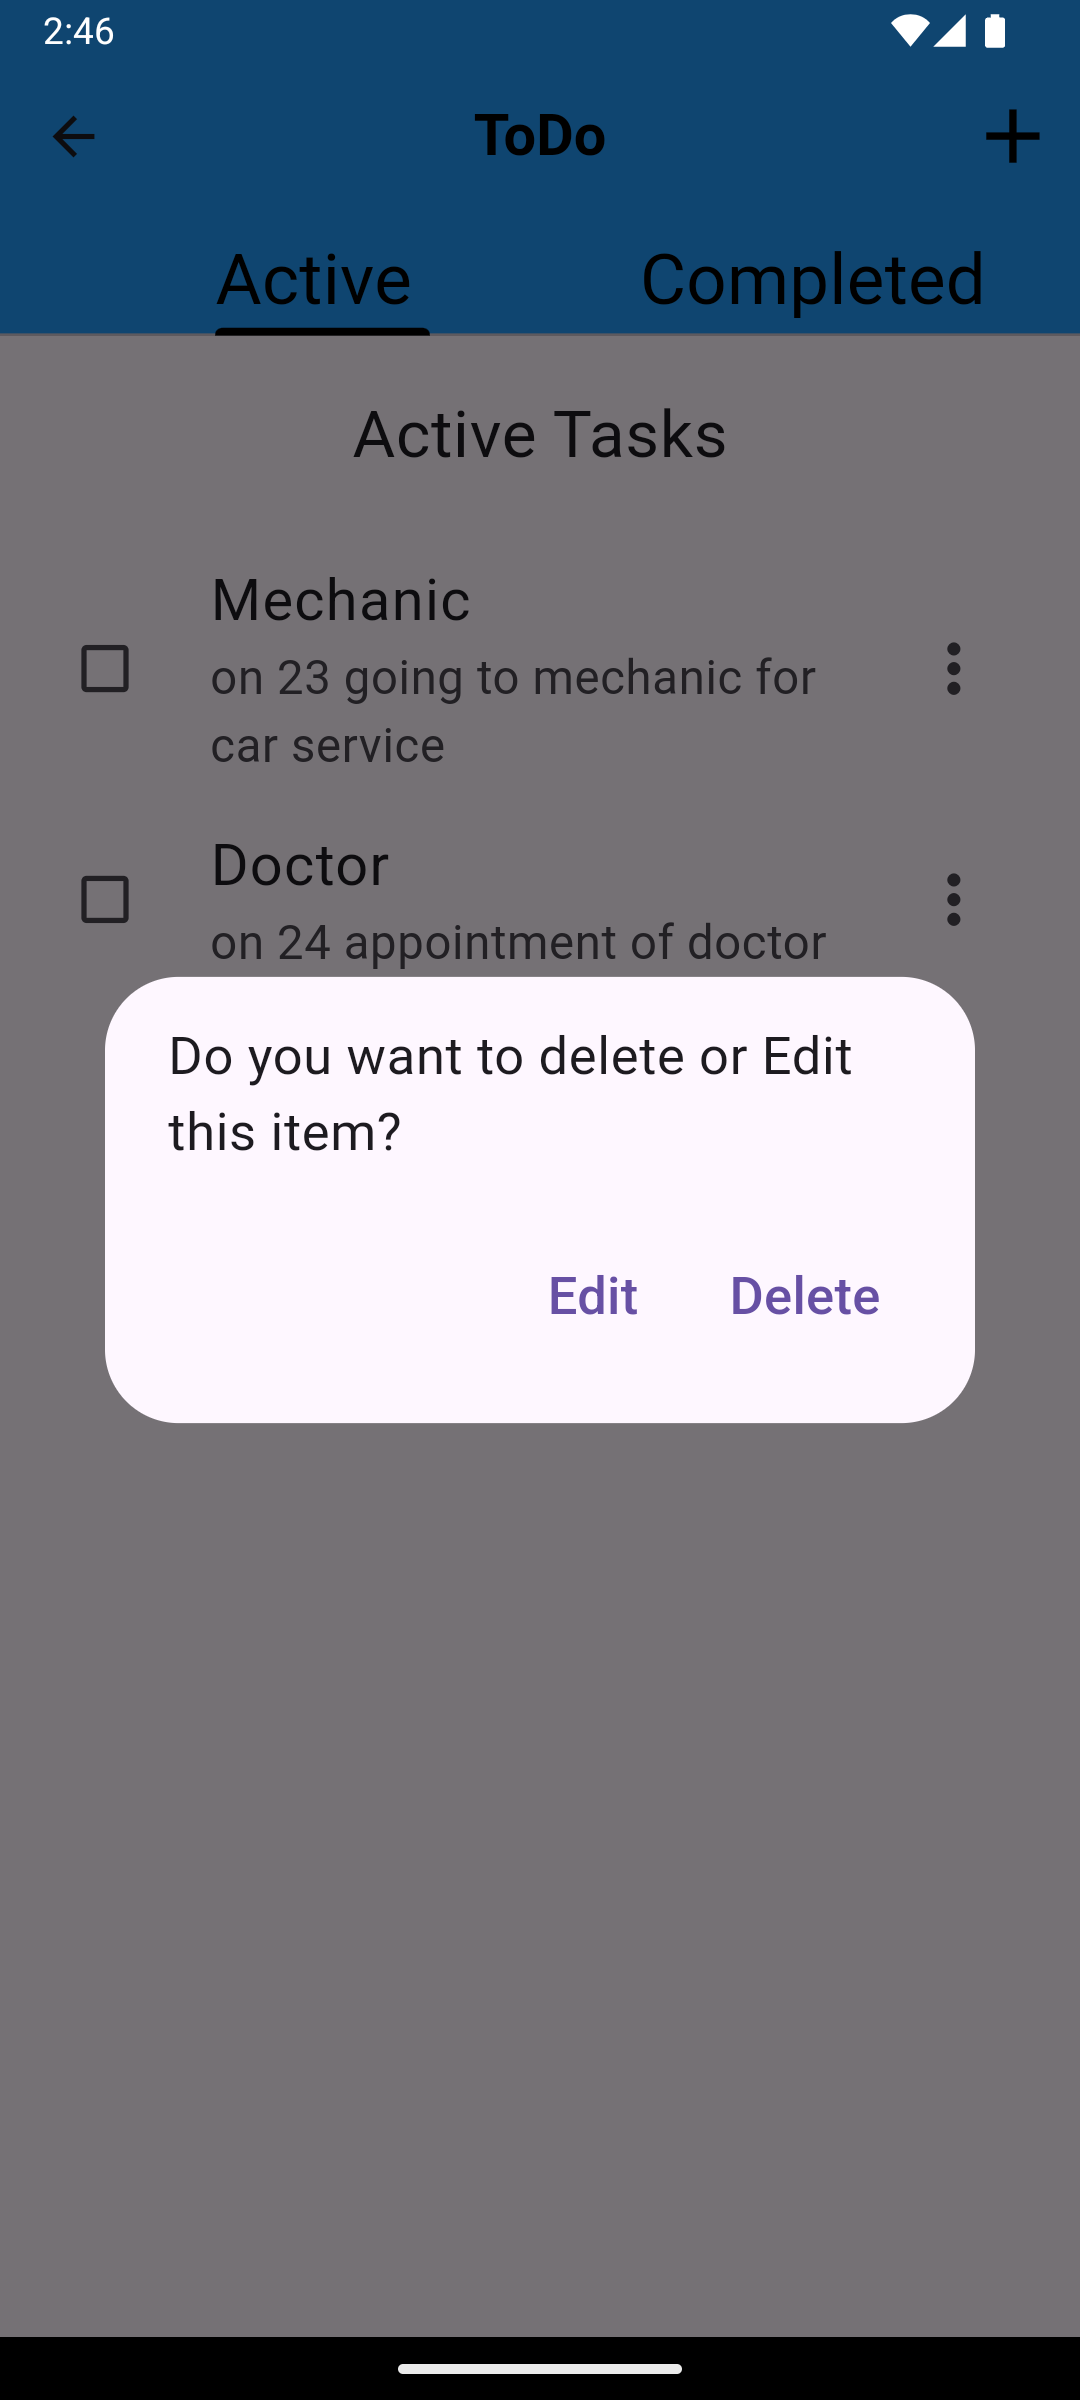 2:46
ToDo
Active
Completed
Active Tasks
Mechanic
on 23 going to mechanic for
car service
Doctor
on 24 appointment of doctor
Do you want to delete or Edit
this item?
Edit
Delete